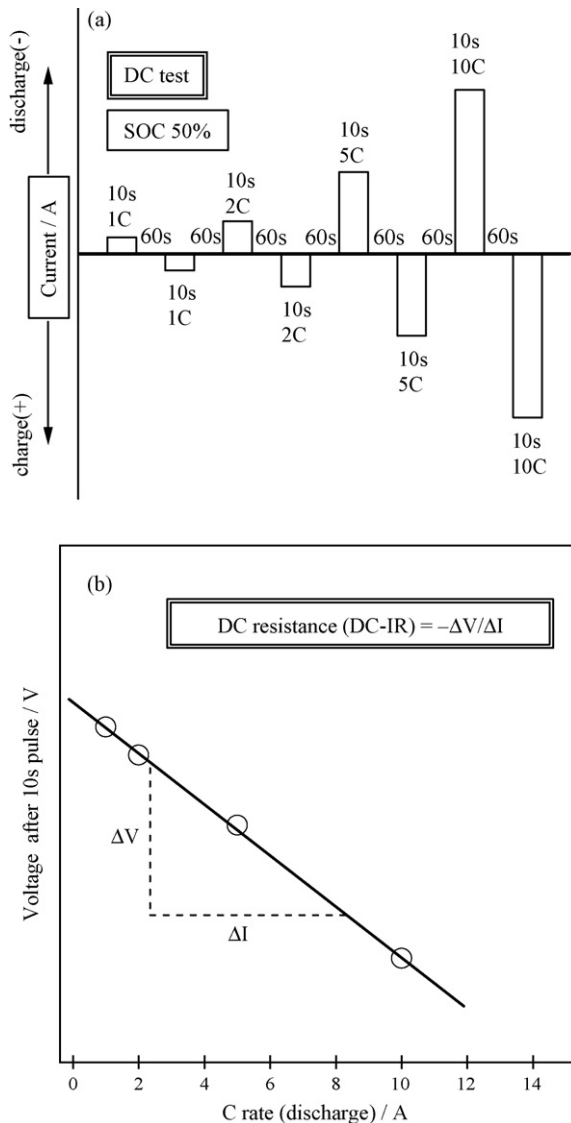 (a)
discharge(-)
Current / A
charge(+)
DC test
SOC 50%
10s
1C
60s
10s
1C
60s
10s
2C
60s
10s
2C
60s
10s
5C
60s
10s
5C
60s
10s
10C
60s
10s
10C
(b)
DC resistance (DC-IR) = –ΔV/ΔI
Voltage after 10s pulse / V
ΔV
ΔI
0 2 4 6 8 10 12 14
C rate (discharge) / A